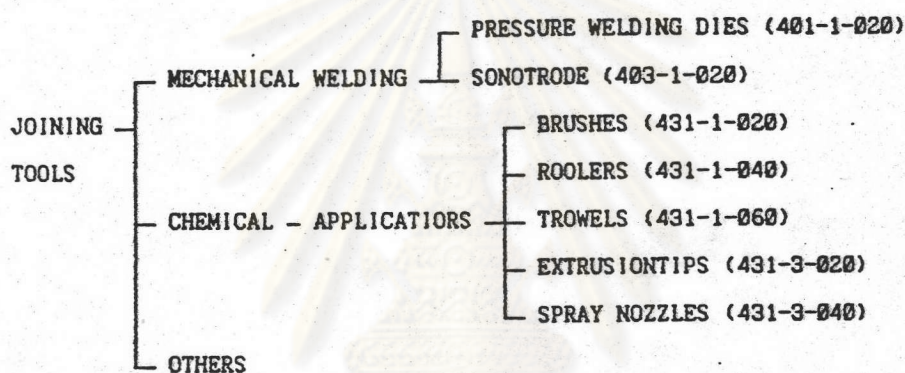 PRESSURE WELDING DIES (401-1-020)
MECHANICAL WELDING
SONOTRODE (403-1-020)
JOINING
TOOLS
BRUSHES (431-1-020)
ROOLERS (431-1-040)
CHEMICAL - APPLICATIORS
TROWELS (431-1-060)
EXTRUSIONTIPS (431-3-020)
SPRAY NOZZLES (431-3-040)
OTHERS